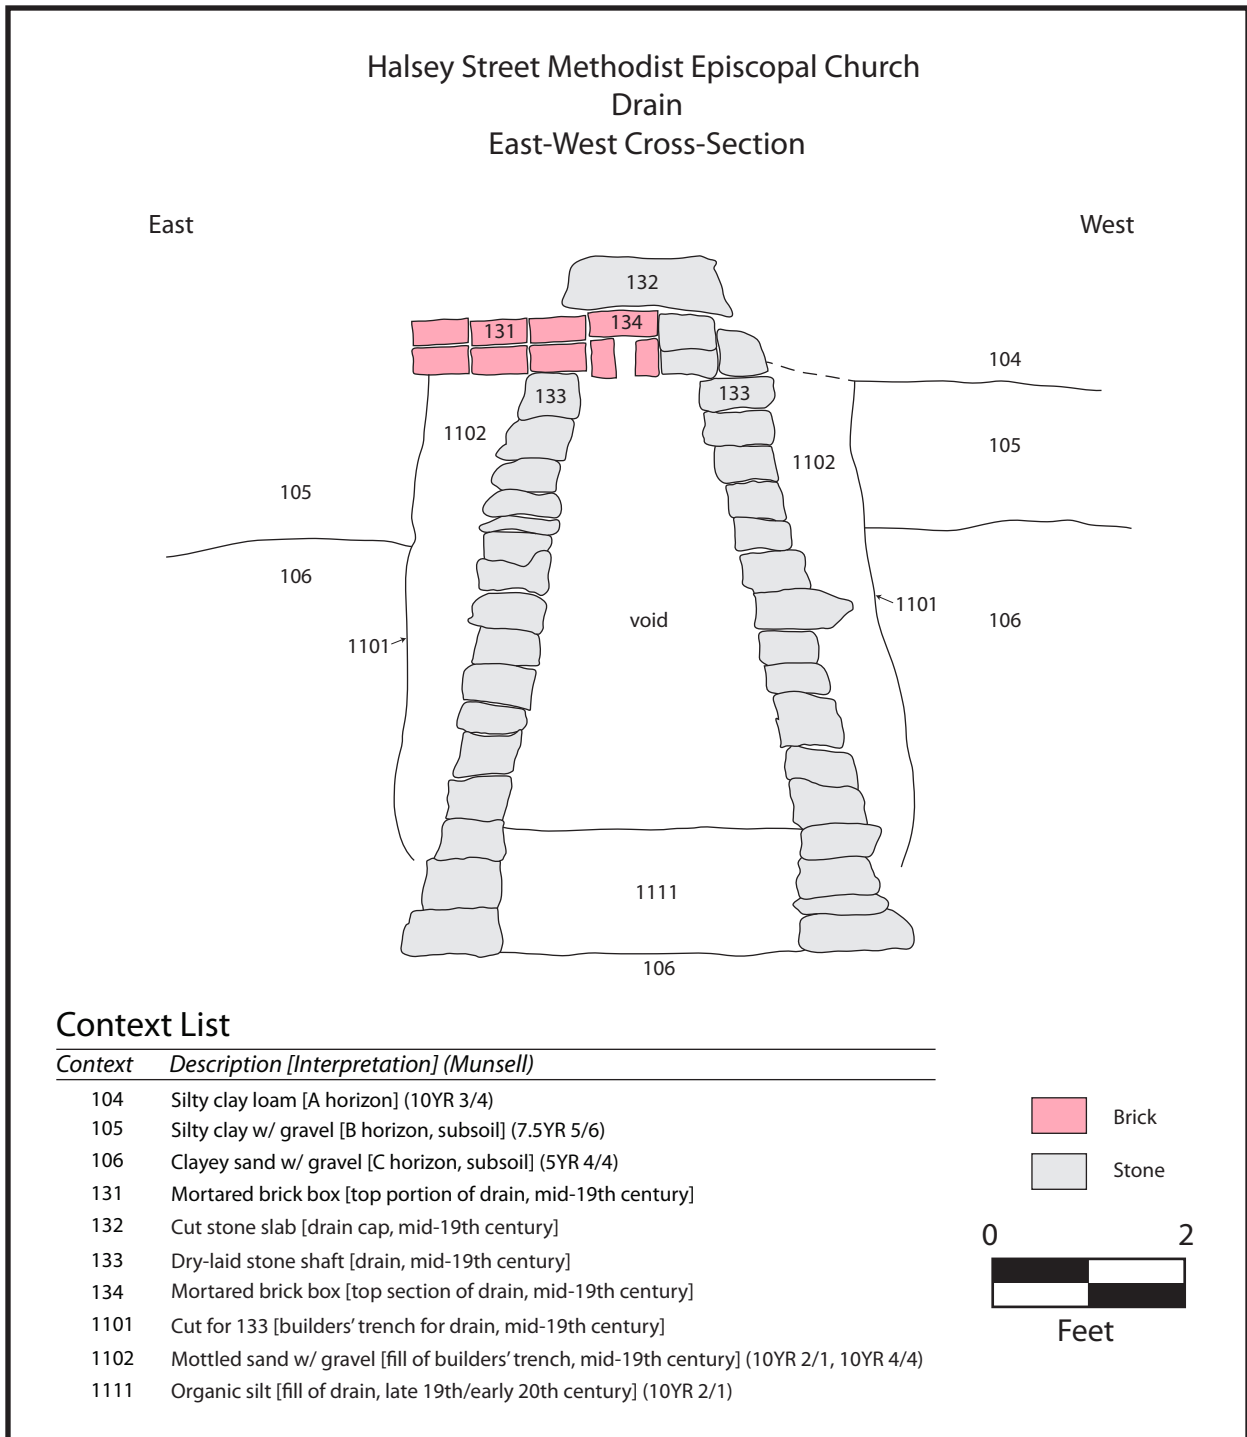 Halsey Street Methodist Episcopal Church
Drain
East-West Cross-Section
East
West
132
131
134
104
133
133
1102
105
1102
105
106
1101
106
void
1101
1111
106
Context List
Context Description [Interpretation] (Munsell)
104 Silty clay loam [A horizon] (10YR 3/4)
105 Silty clay w/ gravel [B horizon, subsoil] (7.5YR 5/6)
106 Clayey sand w/ gravel [C horizon, subsoil] (5YR 4/4)
131 Mortared brick box [top portion of drain, mid-19th century]
132 Cut stone slab [drain cap, mid-19th century]
133 Dry-laid stone shaft [drain, mid-19th century]
134 Mortared brick box [top section of drain, mid-19th century]
1101 Cut for 133 [builders' trench for drain, mid-19th century]
1102 Mottled sand w/ gravel [fill of builders' trench, mid-19th century] (10YR 2/1, 10YR 4/4)
1111 Organic silt [fill of drain, late 19th/early 20th century] (10YR 2/1)
Brick
Stone
0 2
Feet